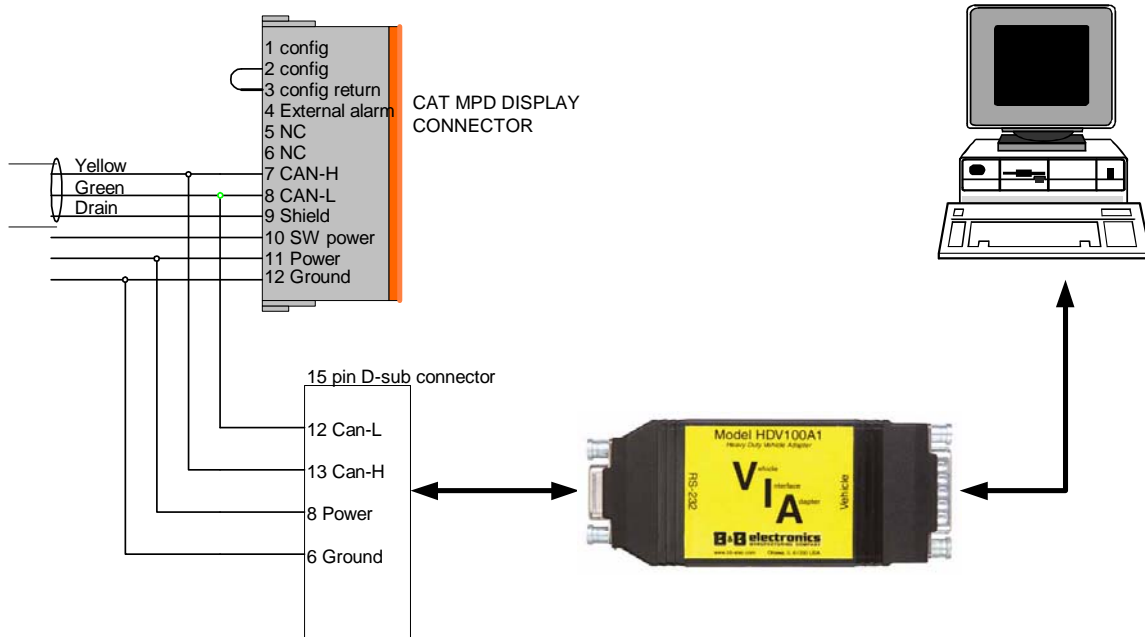 1 config
2 config
3 config return
4 External alarm
5 NC
6 NC
7 CAN-H
8 CAN-L
9 Shield
10 SW power
11 Power
12 Ground
CAT MPD DISPLAY
CONNECTOR
Yellow
Green
Drain
15 pin D-sub connector
12 Can-L
13 Can-H
8 Power
6 Ground
Model HDV100A1
Heavy Duty Vehicle Adapter
RS-232
Vehicle
Interface
Adapter
Vehicle
B&B electronics
MANUFACTURING COMPANY